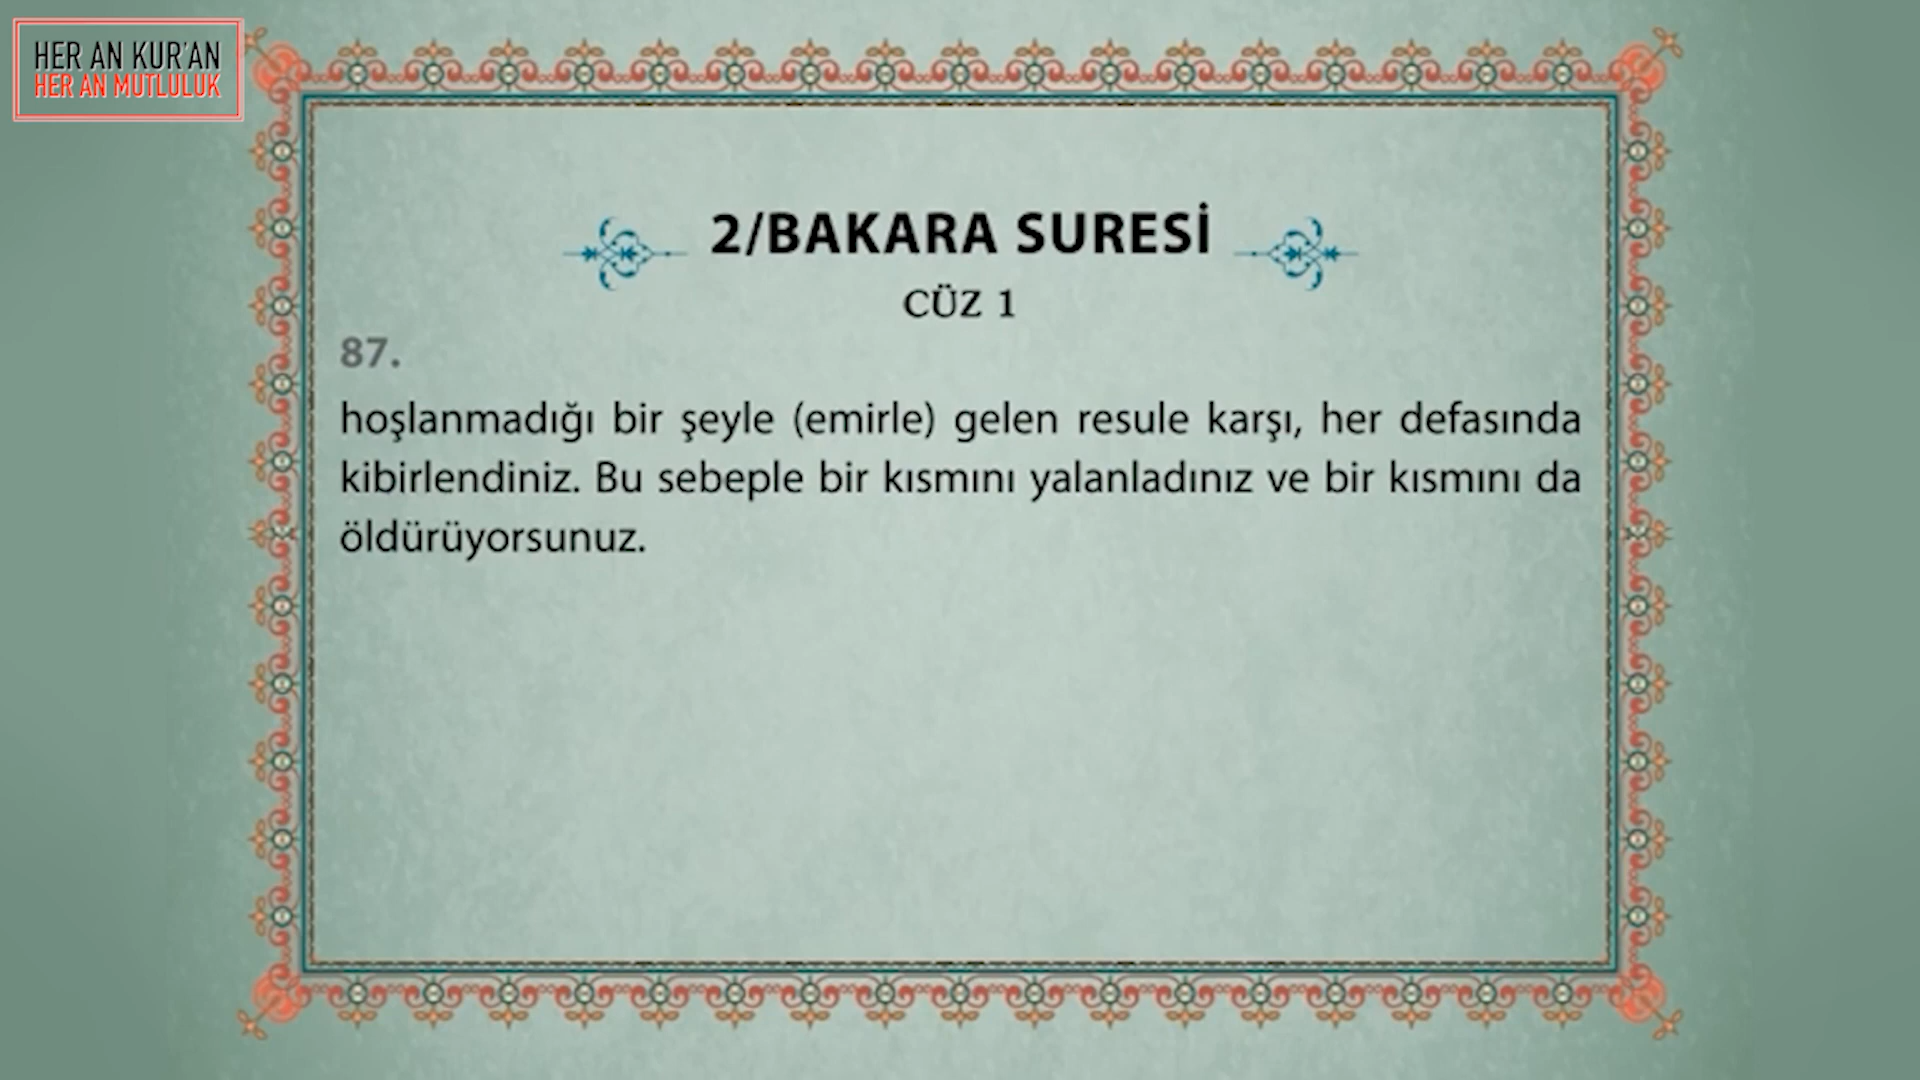 HER AN KUR'AN
HER AN MUTLULUK
2/BAKARA SURESİ
CÜZ 1
87.
hoşlanmadığı bir şeyle (emirle) gelen resule karşı, her defasında
kibirlendiniz. Bu sebeple bir kısmını yalanladınız ve bir kısmını da
öldürüyorsunuz.